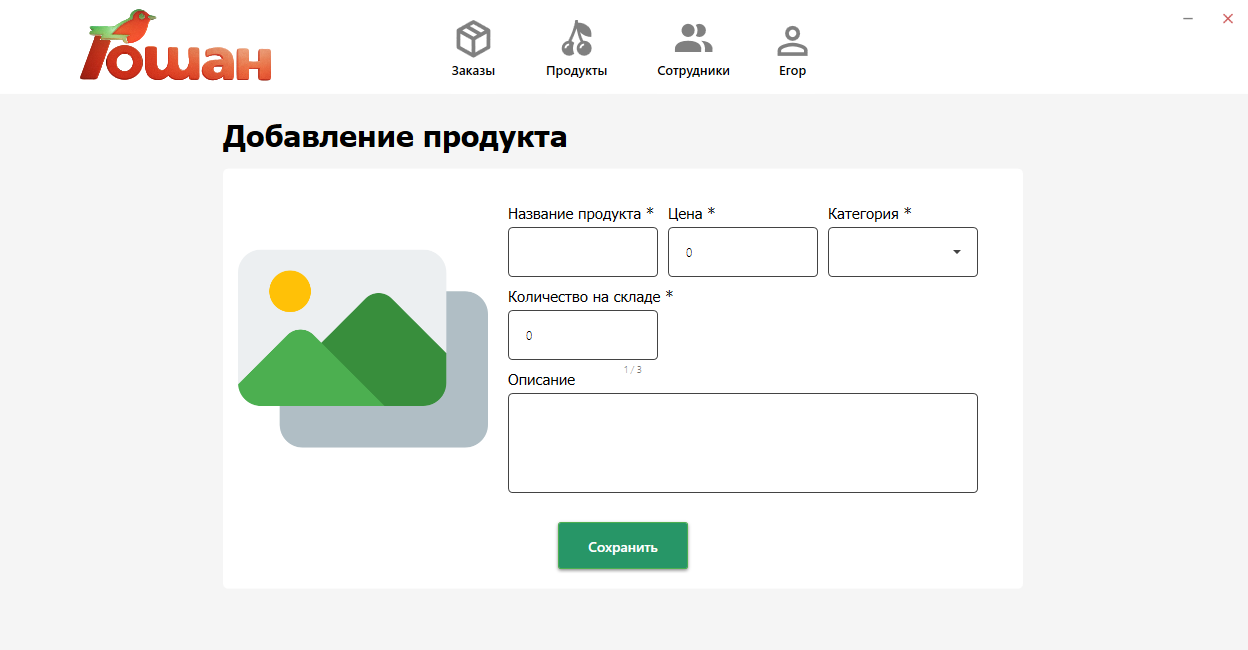 Гошан
Заказы
Продукты
Сотрудники
Егор
Добавление продукта
Название продукта *
Цена *
Категория *
0
Количество на складе *
0
1 / 3
Описание
Сохранить